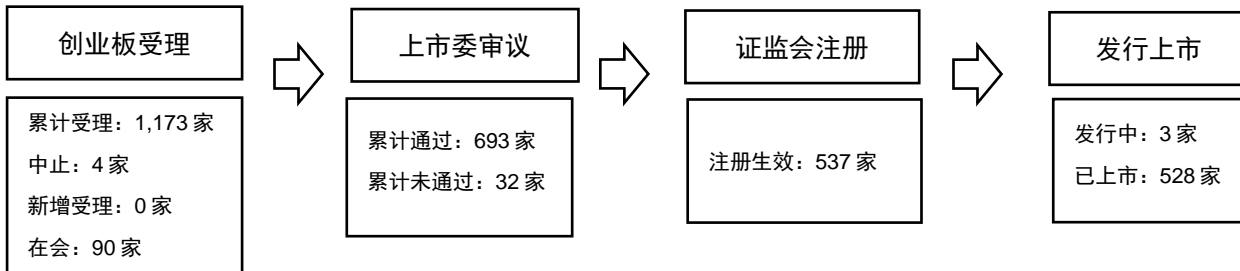 创业板受理
累计受理：1,173 家
中止：4 家
新增受理：0 家
在会：90 家
上市委审议
累计通过：693 家
累计未通过：32 家
证监会注册
注册生效：537 家
发行上市
发行中：3 家
已上市：528 家